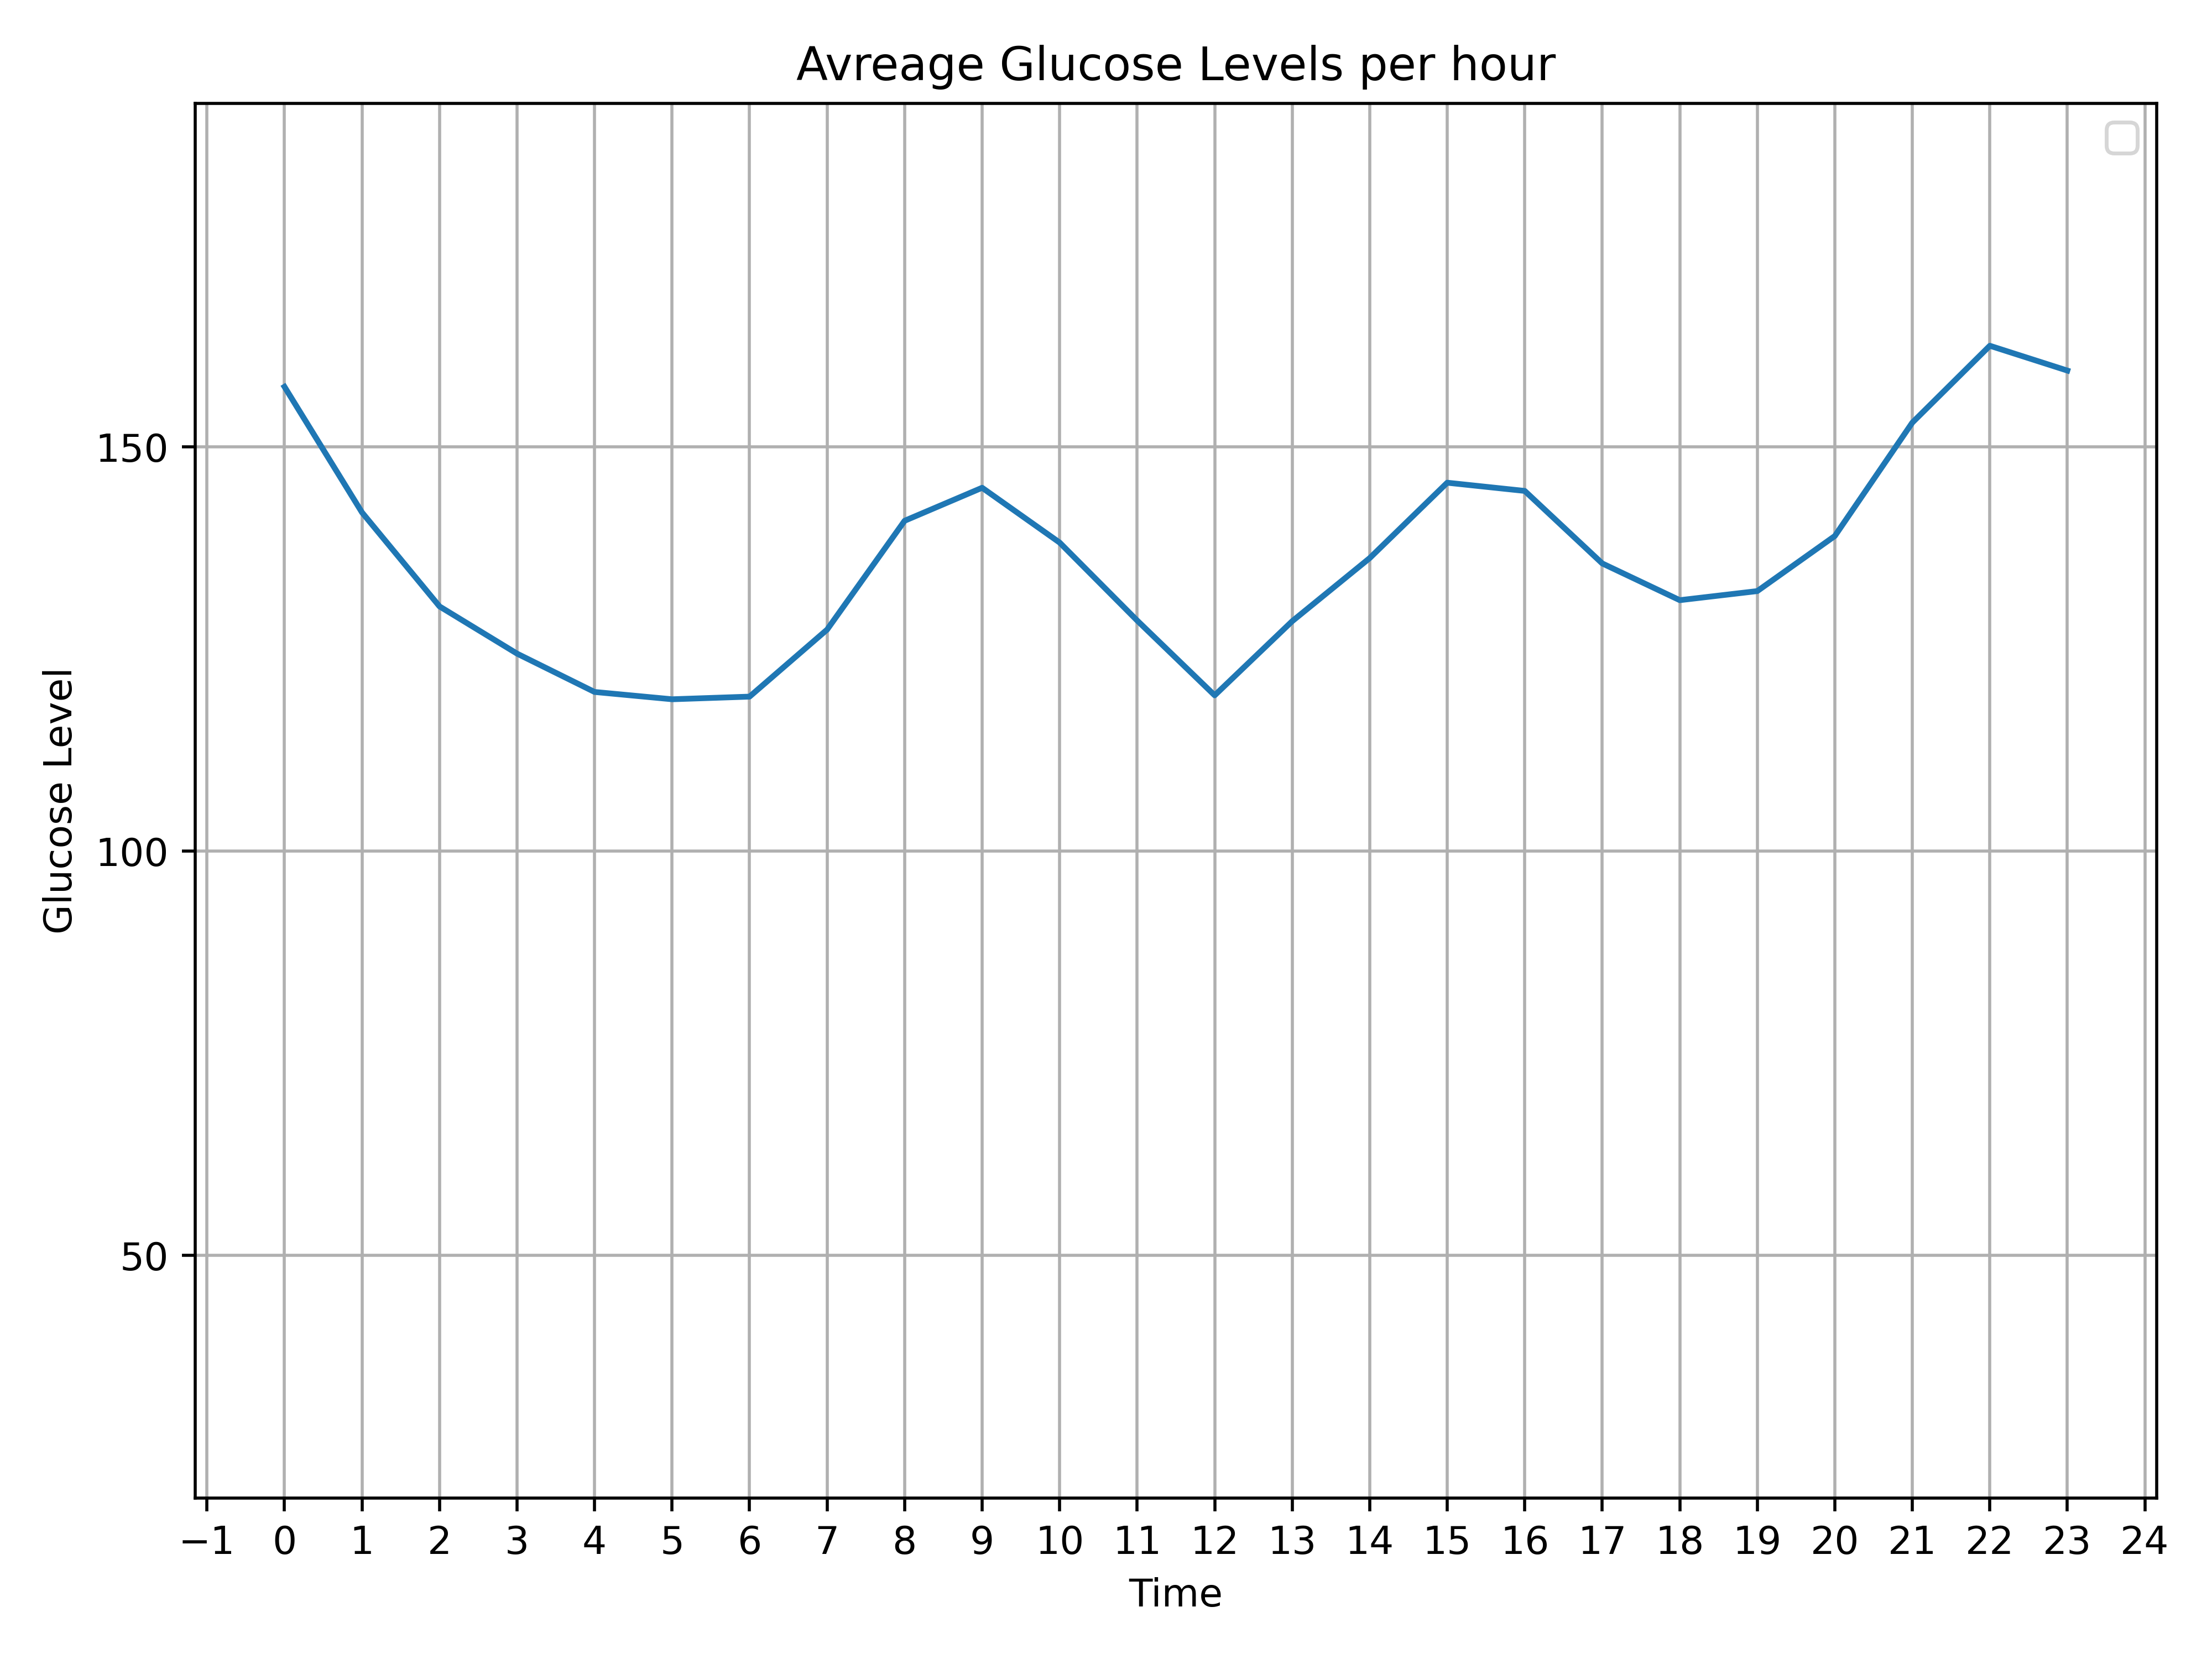 Avreage Glucose Levels per hour
Glucose Level
150
100
50
−1 0 1 2 3 4 5 6 7 8 9 10 11 12 13 14 15 16 17 18 19 20 21 22 23 24
Time